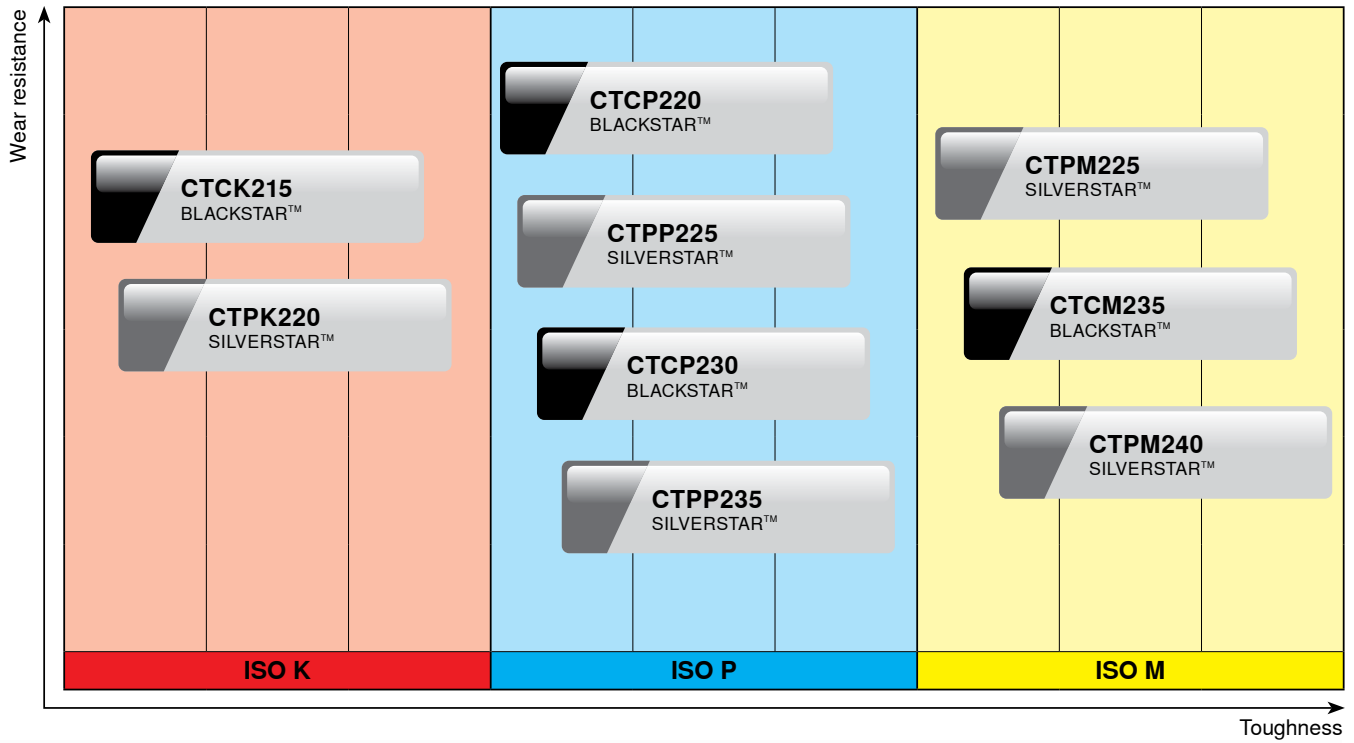 Wear resistance
CTCK215
BLACKSTAR™
CTPK220
SILVERSTAR™
ISO K
CTCP220
BLACKSTAR™
CTPP225
SILVERSTAR™
CTCP230
BLACKSTAR™
CTPP235
SILVERSTAR™
ISO P
CTPM225
SILVERSTAR™
CTCM235
BLACKSTAR™
CTPM240
SILVERSTAR™
ISO M
Toughness